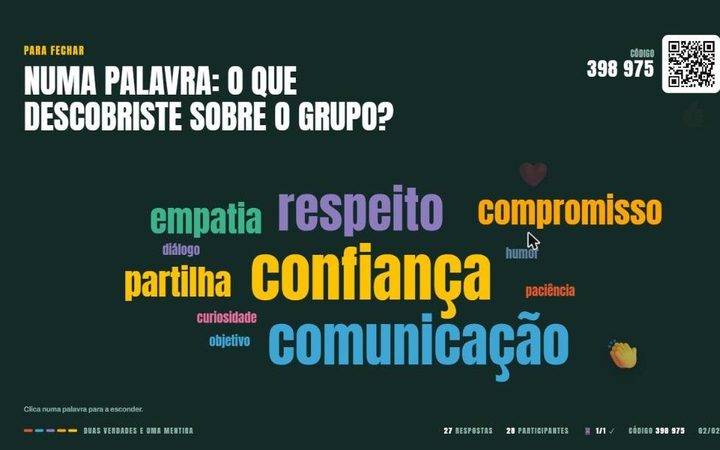 PARA FECHAR
NUMA PALAVRA: O QUE
DESCOBRISTE SOBRE O GRUPO?
CÓDIGO
398 975
empatia
respeito
compromisso
diálogo
humor
partilha
confiança
paciência
curiosidade
objetivo
comunicação
Clica numa palavra para a esconder.
DUAS VERDADES E UMA MENTIRA
27 RESPOSTAS
28 PARTICIPANTES
1/1 ✓
CÓDIGO 398 975
02/02